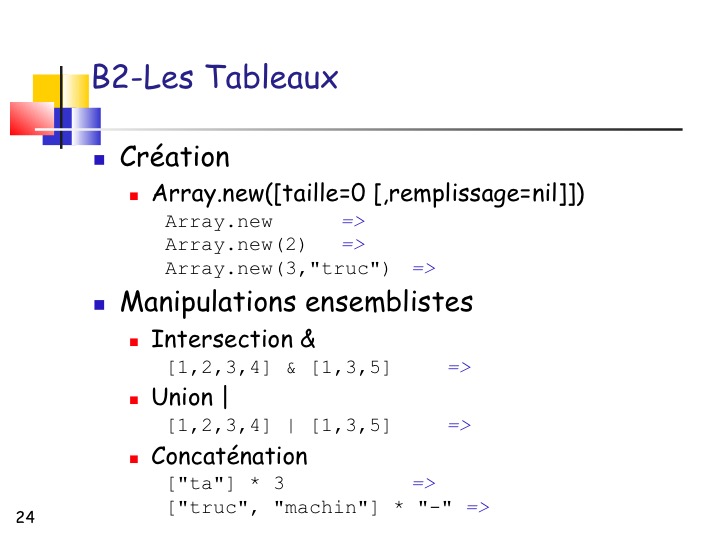 B2-Les Tableaux
Création
Array.new([taille=0 [,remplissage=nil]])
Array.new =>
Array.new(2) =>
Array.new(3,"truc") =>
Manipulations ensemblistes
Intersection &
[1,2,3,4] & [1,3,5] =>
Union |
[1,2,3,4] | [1,3,5] =>
Concaténation
["ta"] * 3 =>
["truc", "machin"] * "-" =>
24